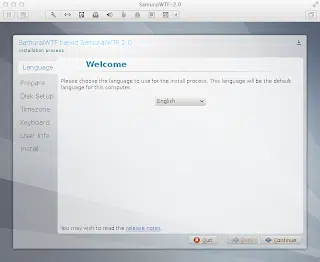 SamuraiWTF-2.0
SamuraiWTF based SamuraiWTF 2.0
Installation process
Language
Welcome
Prepare
Please choose the language to use for the install process. This language will be the default
language for this computer.
Disk Setup
English
Timezone
Keyboard
User Info
Install
You may wish to read the release notes.
Quit
Back
Continue